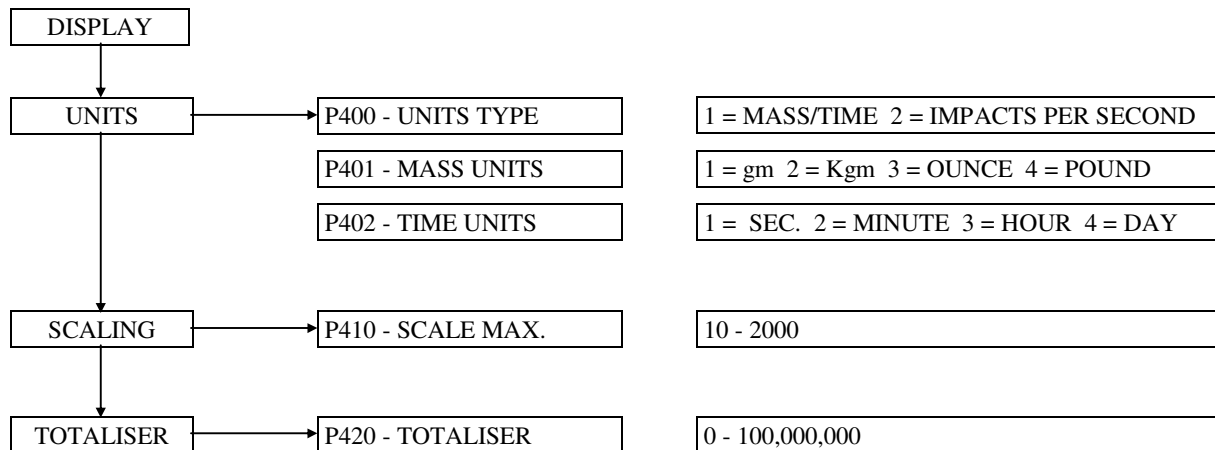 DISPLAY
UNITS
P400 - UNITS TYPE
1 = MASS/TIME  2 = IMPACTS PER SECOND
P401 - MASS UNITS
1 = gm  2 = Kgm  3 = OUNCE  4 = POUND
P402 - TIME UNITS
1 =  SEC.  2 = MINUTE  3 = HOUR  4 = DAY
SCALING
P410 - SCALE MAX.
10 - 2000
TOTALISER
P420 - TOTALISER
0 - 100,000,000